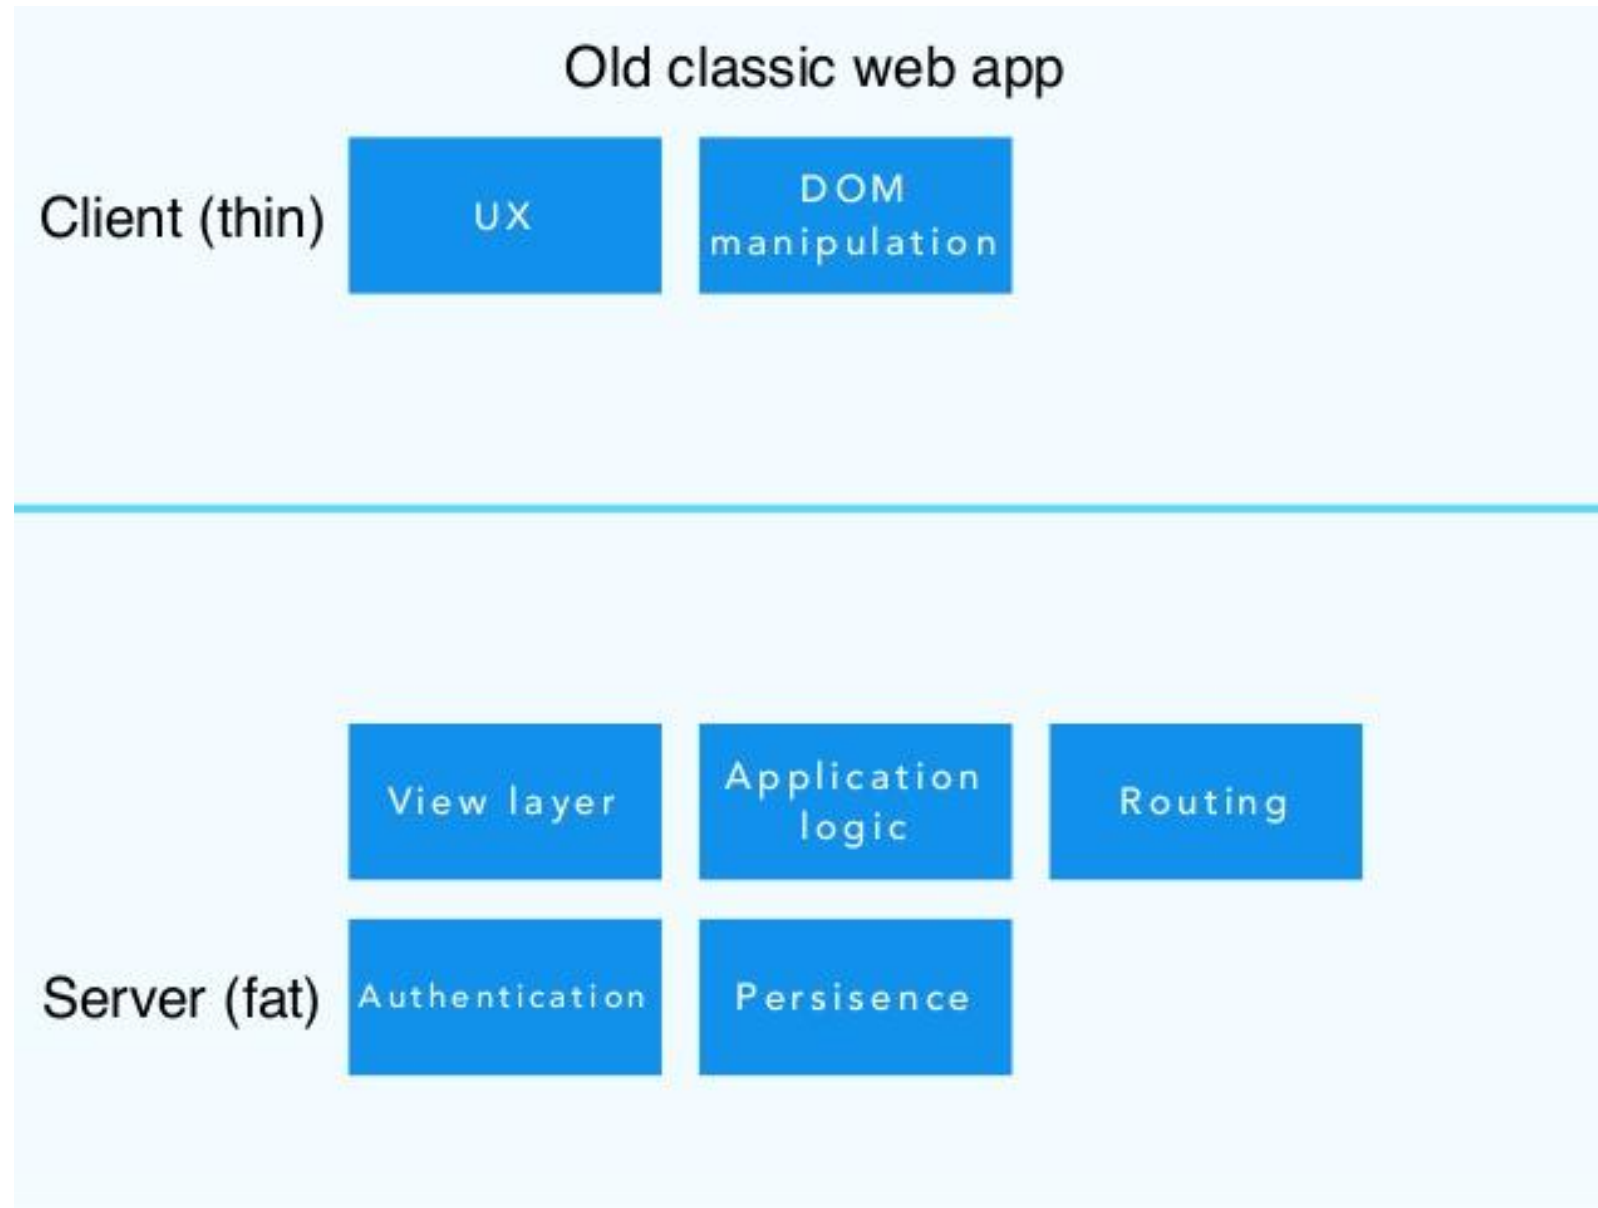 Old classic web app
Client (thin)
UX
DOM
manipulation
View layer
Application
logic
Routing
Server (fat)
Authentication
Persisence